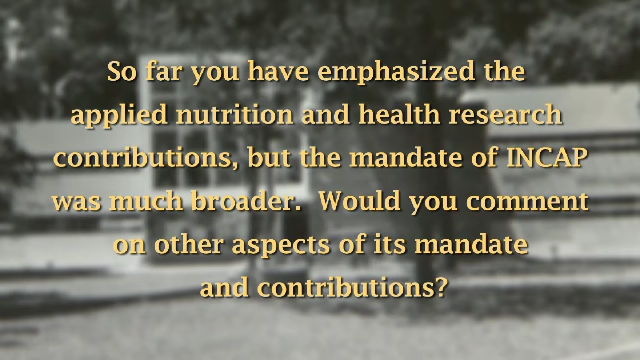 So far you have emphasized the
applied nutrition and health research
contributions, but the mandate of INCAP
was much broader.  Would you comment
on other aspects of its mandate
and contributions?